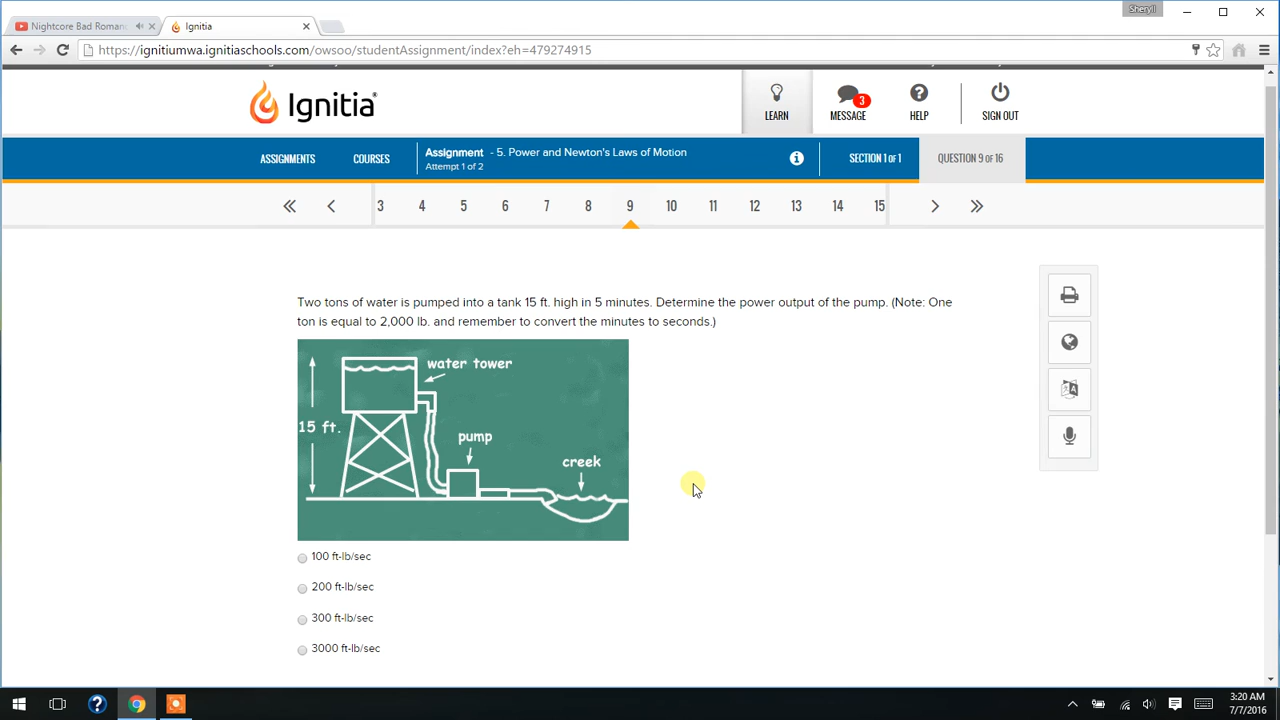 Sheryll
Nightcore Bad Romanc
Ignitia
https://ignitiumwa.ignitiaschools.com/owsoo/studentAssignment/index?eh=479274915
Ignitia
LEARN
3
MESSAGE
HELP
SIGN OUT
ASSIGNMENTS
COURSES
Assignment - 5. Power and Newton's Laws of Motion
Attempt 1 of 2
SECTION 1 OF 1
QUESTION 9 OF 16
3 4 5 6 7 8 9 10 11 12 13 14 15
Two tons of water is pumped into a tank 15 ft. high in 5 minutes. Determine the power output of the pump. (Note: One
ton is equal to 2,000 lb. and remember to convert the minutes to seconds.)
water tower
15 ft.
pump
creek
100 ft-lb/sec
200 ft-lb/sec
300 ft-lb/sec
3000 ft-lb/sec
3:20 AM
7/7/2016